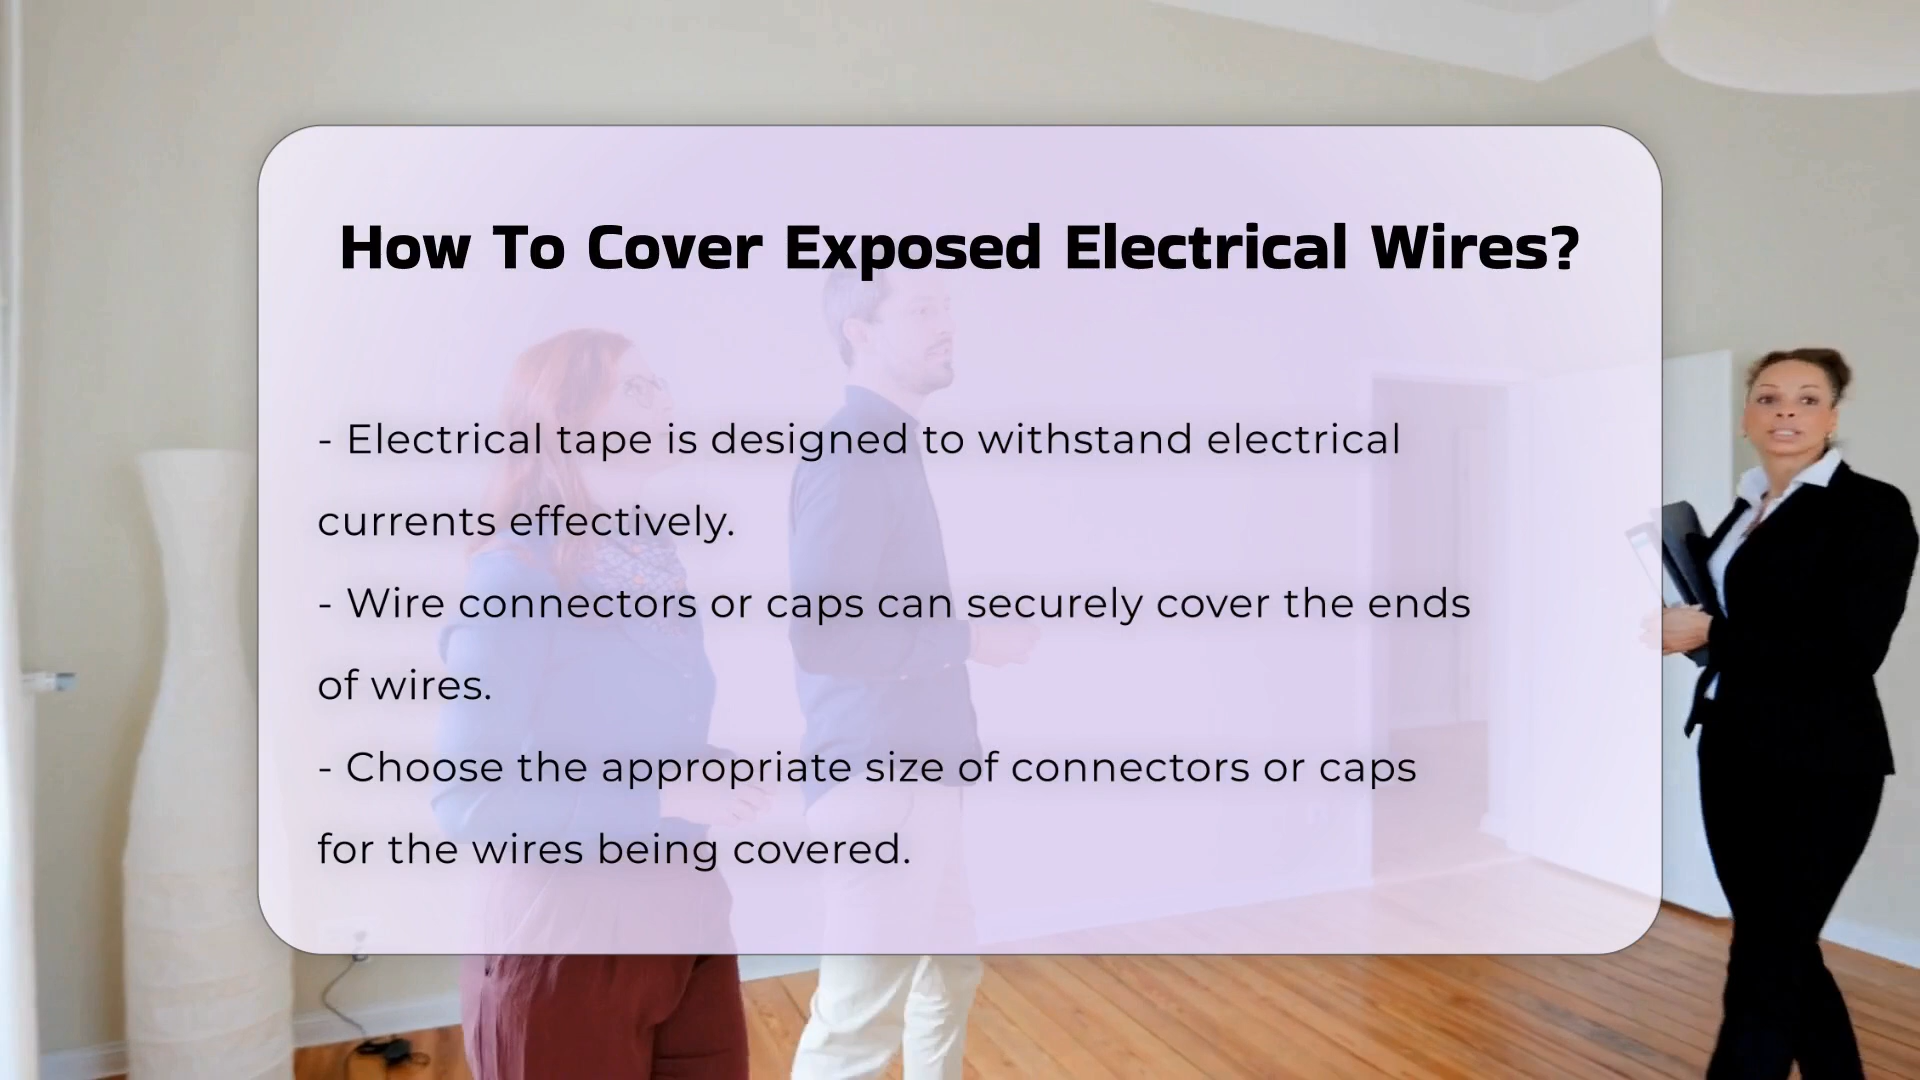 How To Cover Exposed Electrical Wires?
- Electrical tape is designed to withstand electrical
currents effectively.
- Wire connectors or caps can securely cover the ends
of wires.
- Choose the appropriate size of connectors or caps
for the wires being covered.